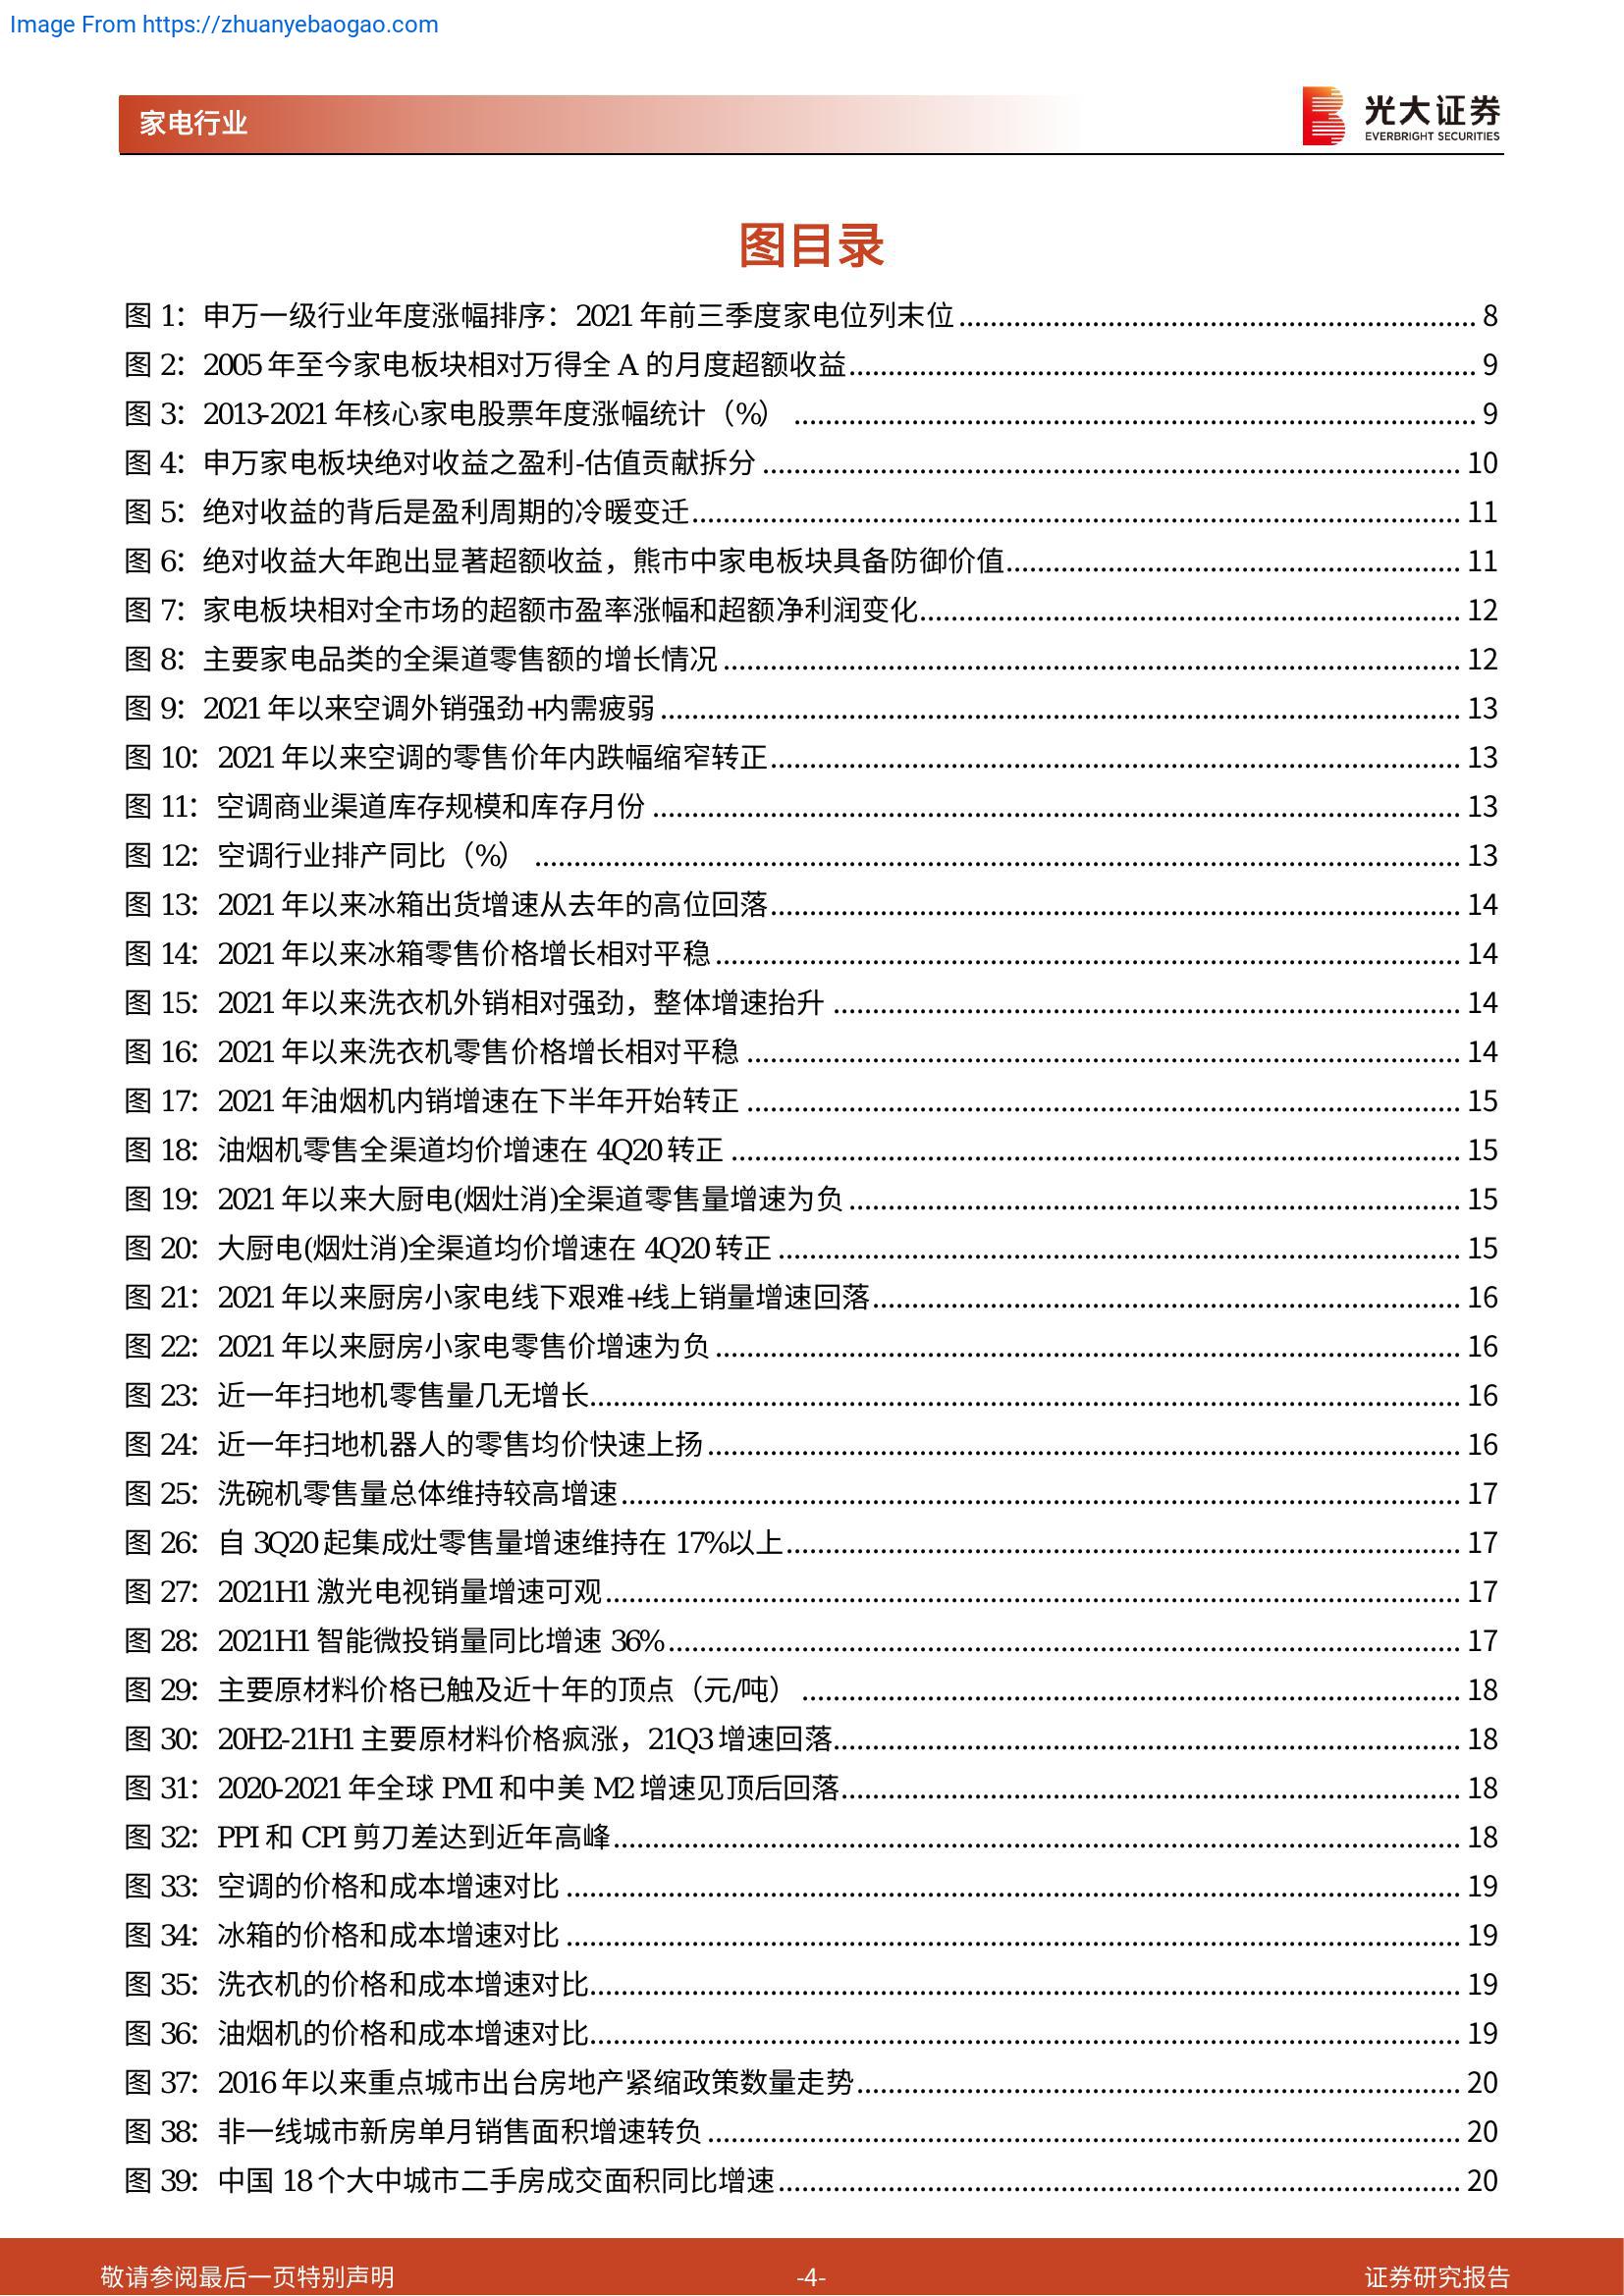 Image From https://zhuanyebaogao.com
家电行业
光大证券
EVERBRIGHT SECURITIES
图目录
图 1：申万一级行业年度涨幅排序：2021 年前三季度家电位列末位 8
图 2：2005 年至今家电板块相对万得全 A 的月度超额收益 9
图 3：2013-2021 年核心家电股票年度涨幅统计（%） 9
图 4：申万家电板块绝对收益之盈利-估值贡献拆分 10
图 5：绝对收益的背后是盈利周期的冷暖变迁 11
图 6：绝对收益大年跑出显著超额收益，熊市中家电板块具备防御价值 11
图 7：家电板块相对全市场的超额市盈率涨幅和超额净利润变化 12
图 8：主要家电品类的全渠道零售额的增长情况 12
图 9：2021 年以来空调外销强劲+内需疲弱 13
图 10：2021 年以来空调的零售价年内跌幅缩窄转正 13
图 11：空调商业渠道库存规模和库存月份 13
图 12：空调行业排产同比（%） 13
图 13：2021 年以来冰箱出货增速从去年的高位回落 14
图 14：2021 年以来冰箱零售价格增长相对平稳 14
图 15：2021 年以来洗衣机外销相对强劲，整体增速抬升 14
图 16：2021 年以来洗衣机零售价格增长相对平稳 14
图 17：2021 年油烟机内销增速在下半年开始转正 15
图 18：油烟机零售全渠道均价增速在 4Q20 转正 15
图 19：2021 年以来大厨电(烟灶消)全渠道零售量增速为负 15
图 20：大厨电(烟灶消)全渠道均价增速在 4Q20 转正 15
图 21：2021 年以来厨房小家电线下艰难+线上销量增速回落 16
图 22：2021 年以来厨房小家电零售价增速为负 16
图 23：近一年扫地机零售量几无增长 16
图 24：近一年扫地机器人的零售均价快速上扬 16
图 25：洗碗机零售量总体维持较高增速 17
图 26：自 3Q20 起集成灶零售量增速维持在 17%以上 17
图 27：2021H1 激光电视销量增速可观 17
图 28：2021H1 智能微投销量同比增速 36% 17
图 29：主要原材料价格已触及近十年的顶点（元/吨） 18
图 30：20H2-21H1 主要原材料价格疯涨，21Q3 增速回落 18
图 31：2020-2021 年全球 PMI 和中美 M2 增速见顶后回落 18
图 32：PPI 和 CPI 剪刀差达到近年高峰 18
图 33：空调的价格和成本增速对比 19
图 34：冰箱的价格和成本增速对比 19
图 35：洗衣机的价格和成本增速对比 19
图 36：油烟机的价格和成本增速对比 19
图 37：2016 年以来重点城市出台房地产紧缩政策数量走势 20
图 38：非一线城市新房单月销售面积增速转负 20
图 39：中国 18 个大中城市二手房成交面积同比增速 20
敬请参阅最后一页特别声明 -4- 证券研究报告